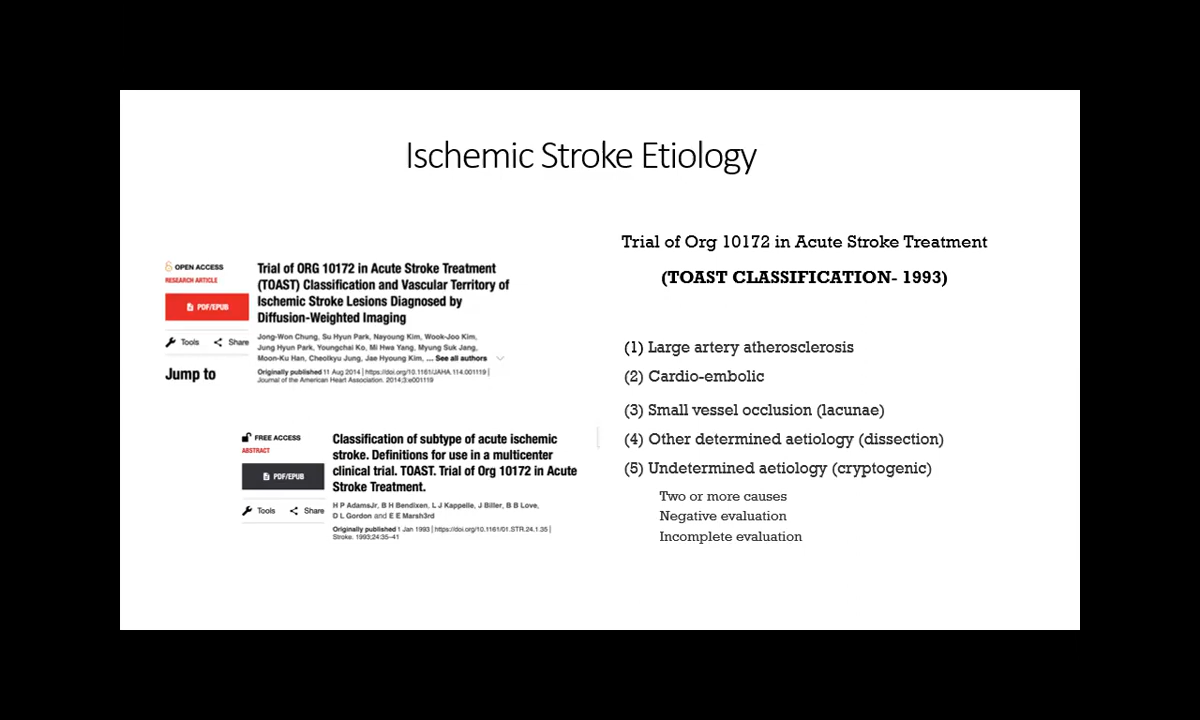 Ischemic Stroke Etiology
OPEN ACCESS
RESEARCH ARTICLE
PDF/EPUB
Tools Share
Jump to
Trial of ORG 10172 in Acute Stroke Treatment
(TOAST) Classification and Vascular Territory of
Ischemic Stroke Lesions Diagnosed by
Diffusion-Weighted Imaging
Jong-Won Chung, Su Hyun Park, Nayoung Kim, Wook-Joo Kim,
Jung Hyun Park, Youngchai Ko, Mi Hwa Yang, Myung Suk Jang,
Moon-Ku Han, Cheolkyu Jung, Jae Hyoung Kim, ... See all authors
Originally published 11 Aug 2014 | https://doi.org/10.1161/JAHA.114.001119 |
Journal of the American Heart Association. 2014;3:e001119
FREE ACCESS
ABSTRACT
PDF/EPUB
Tools Share
Classification of subtype of acute ischemic
stroke. Definitions for use in a multicenter
clinical trial. TOAST. Trial of Org 10172 in Acute
Stroke Treatment.
H P AdamsJr, B H Bendixen, L J Kappelle, J Biller, B B Love,
D L Gordon and E E Marsh3rd
Originally published 1 Jan 1993 | https://doi.org/10.1161/01.STR.24.1.35 |
Stroke. 1993;24:35–41
Trial of Org 10172 in Acute Stroke Treatment
(TOAST CLASSIFICATION- 1993)
(1) Large artery atherosclerosis
(2) Cardio-embolic
(3) Small vessel occlusion (lacunae)
(4) Other determined aetiology (dissection)
(5) Undetermined aetiology (cryptogenic)
Two or more causes
Negative evaluation
Incomplete evaluation